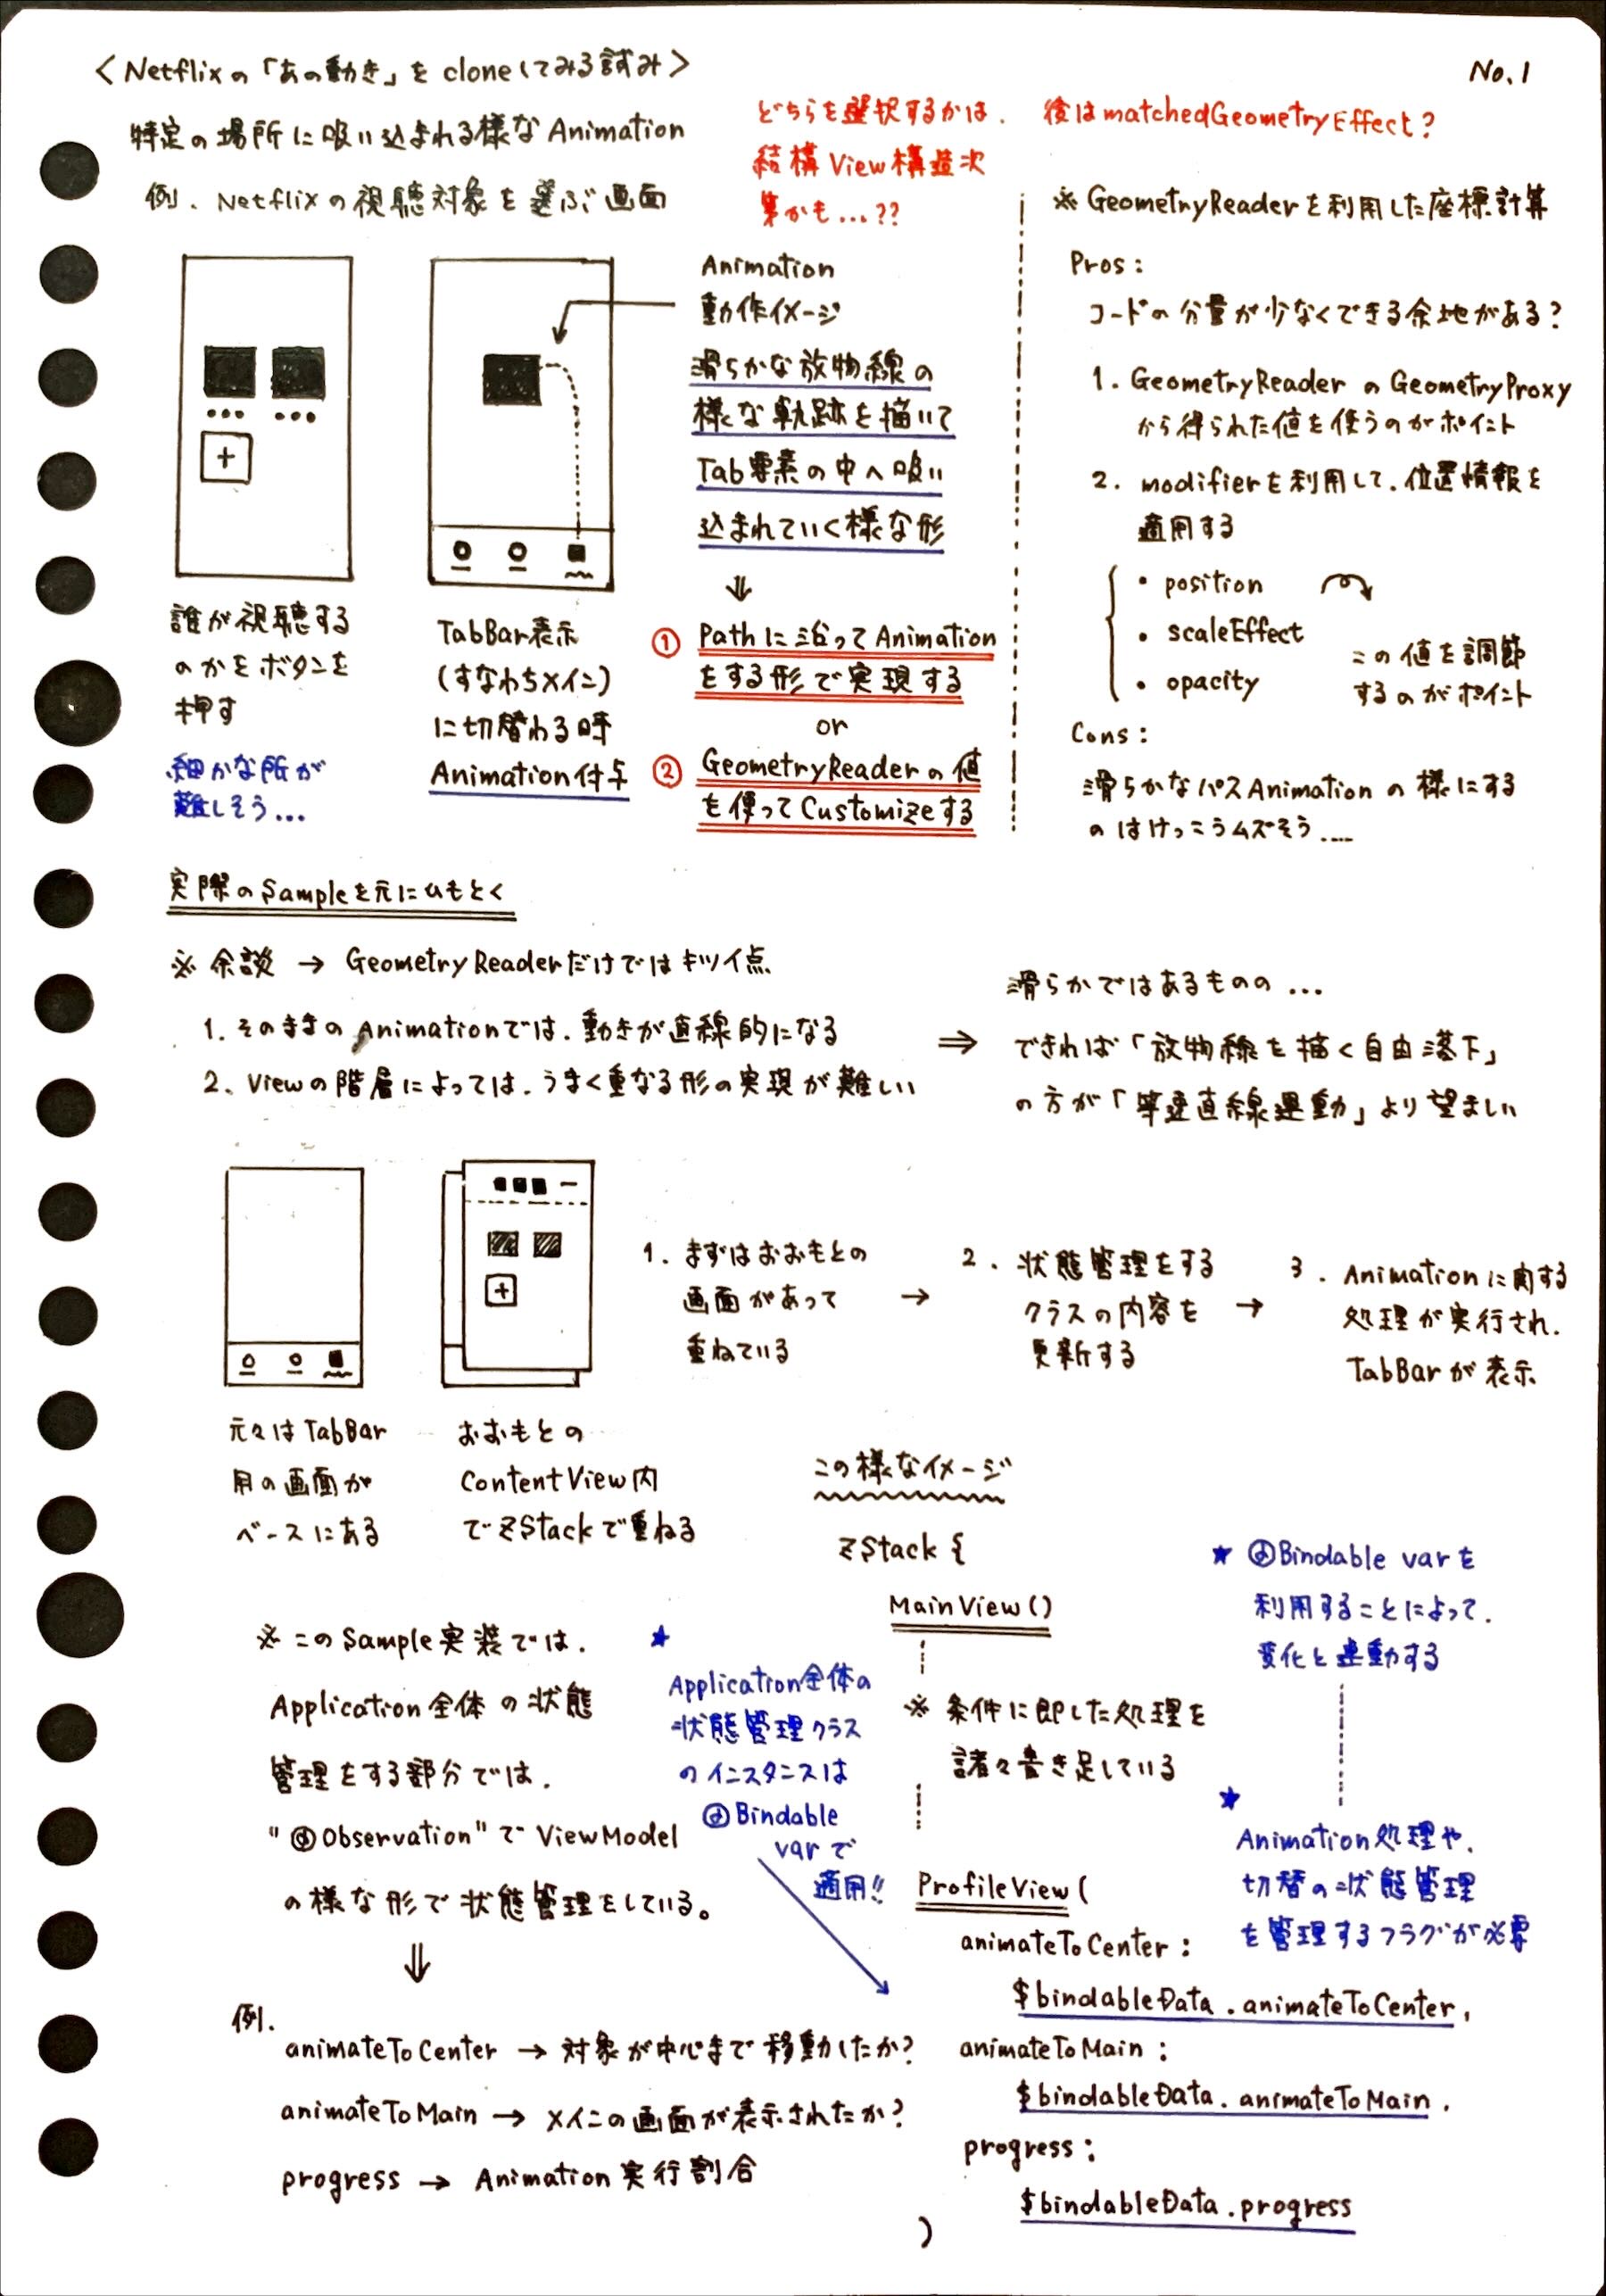 <Netflixの「あの動き」をcloneしてみる試み>
No.1
特定の場所に吸い込まれる様なAnimation
例. Netflixの視聴対象を選ぶ画面
どちらを選択するかは.
結構View構造次
第かも...??
後はmatchedGeometryEffect?
+
誰が視聴する
のかをボタンを
押す
細かな所が
難しそう...
TabBar表示
(すなわちメイン)
に切替わる時
Animation付与
Animation
動作イメージ
滑らかな放物線の
様な軌跡を描いて
Tab要素の中へ吸い
込まれていく様な形
⇓
① Pathに沿ってAnimation
をする形で実現する
or
② GeometryReaderの値
を使ってCustomizeする
※ GeometryReaderを利用した座標計算
Pros:
コードの分量が少なくできる余地がある?
1. GeometryReaderのGeometryProxy
から得られた値を使うのがポイント
2. modifierを利用して.位置情報を
適用する
・position
・scaleEffect
・opacity
この値を調節
するのがポイント
Cons:
滑らかなパスAnimationの様にする
のはけっこうムズそう....
実際のSampleを元にひもとく
※ 余談 → GeometryReaderだけではキツイ点
1. そのままのAnimationでは.動きが直線的になる
2. Viewの階層によっては.うまく重なる形の実現が難しい
⇒
滑らかではあるものの...
できれば「放物線を描く自由落下」
の方が「等速直線運動」より望ましい
+
元々はTabBar
用の画面が
ベースにある
おおもとの
ContentView内
でZStackで重ねる
1. まずはおおもとの
画面があって
重ねている
→
2. 状態管理をする
クラスの内容を
更新する
→
3. Animationに関する
処理が実行され.
TabBarが表示
※ このSample実装では.
Application全体の状態
管理をする部分では.
"@Observation"でViewModel
の様な形で状態管理をしている。
⇓
例.
animateToCenter → 対象が中心まで移動したか?
animateToMain → メインの画面が表示されたか?
progress → Animation実行割合
★
Application全体の
状態管理クラス
のインスタンスは
@Bindable
varで
適用!!
この様なイメージ
ZStack {
MainView()
※ 条件に即した処理を
諸々書き足している
ProfileView(
animateToCenter:
$bindableData.animateToCenter,
animateToMain:
$bindableData.animateToMain.
progress:
$bindableData.progress
)
★ @Bindable varを
利用することによって.
変化と連動する
★
Animation処理や.
切替の状態管理
を管理するフラグが必要